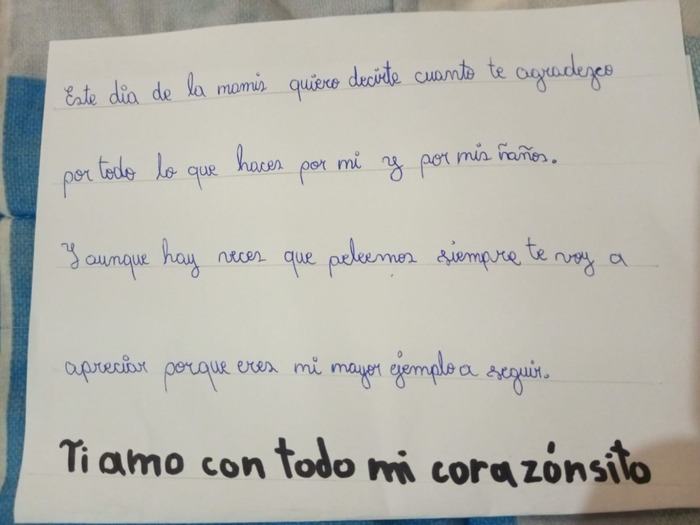 Este dia de la mamis quiero decirte cuanto te agradezco
por todo lo que haces por mi y por mis ñaños.
Y aunque hay veces que peleemos siempre te voy a
apreciar porque eres mi mayor ejemplo a seguir.
Ti amo con todo mi corazónsito